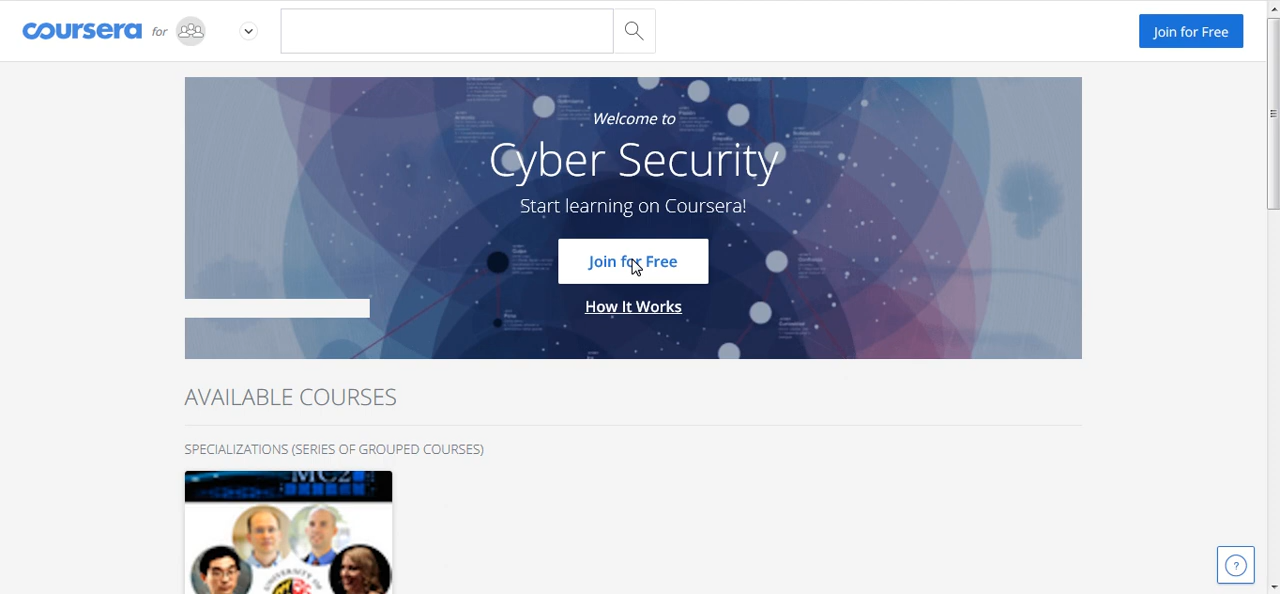 coursera for
Join for Free
Welcome to
Cyber Security
Start learning on Coursera!
Join for Free
How It Works
AVAILABLE COURSES
SPECIALIZATIONS (SERIES OF GROUPED COURSES)
MC2
?